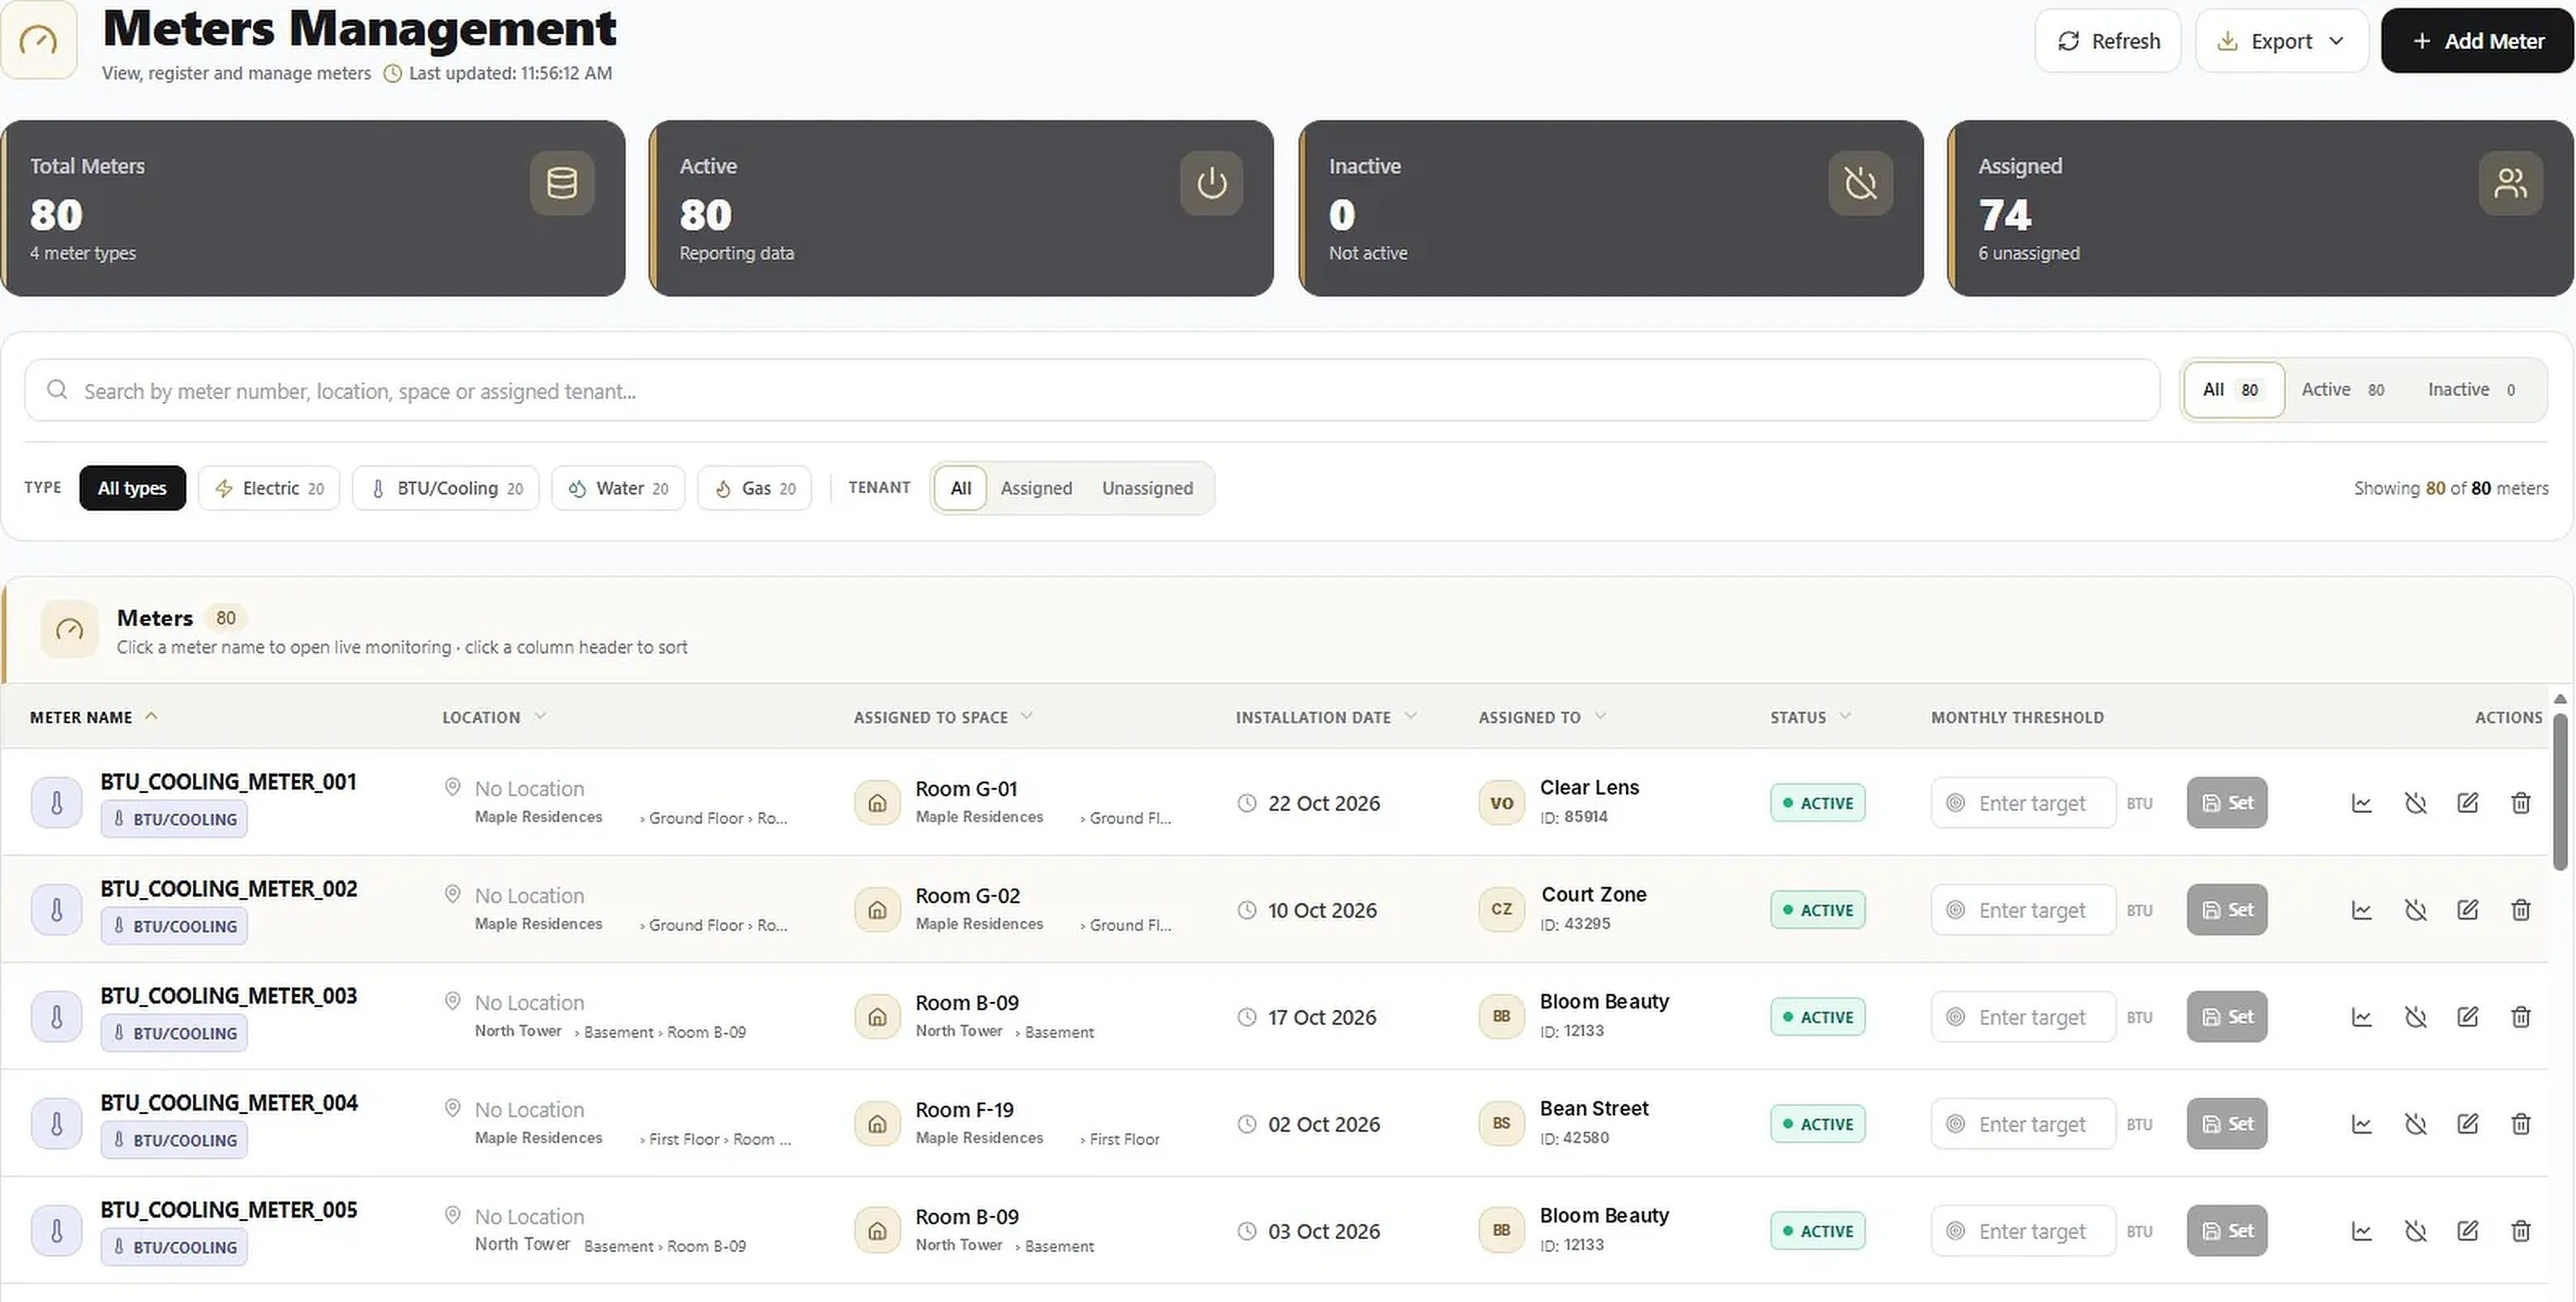 Meters Management
View, register and manage meters Last updated: 11:56:12 AM
Refresh Export Add Meter
Total Meters
80
4 meter types
Active
80
Reporting data
Inactive
0
Not active
Assigned
74
6 unassigned
Search by meter number, location, space or assigned tenant...
All 80 Active 80 Inactive 0
TYPE All types Electric 20 BTU/Cooling 20 Water 20 Gas 20 TENANT All Assigned Unassigned
Showing 80 of 80 meters
Meters 80
Click a meter name to open live monitoring · click a column header to sort
METER NAME LOCATION ASSIGNED TO SPACE INSTALLATION DATE ASSIGNED TO STATUS MONTHLY THRESHOLD ACTIONS
BTU_COOLING_METER_001
BTU/COOLING
No Location
Maple Residences › Ground Floor › Ro...
Room G-01
Maple Residences › Ground Fl...
22 Oct 2026
VO
Clear Lens
ID: 85914
ACTIVE
Enter target BTU Set
BTU_COOLING_METER_002
BTU/COOLING
No Location
Maple Residences › Ground Floor › Ro...
Room G-02
Maple Residences › Ground Fl...
10 Oct 2026
CZ
Court Zone
ID: 43295
ACTIVE
Enter target BTU Set
BTU_COOLING_METER_003
BTU/COOLING
No Location
North Tower › Basement › Room B-09
Room B-09
North Tower › Basement
17 Oct 2026
BB
Bloom Beauty
ID: 12133
ACTIVE
Enter target BTU Set
BTU_COOLING_METER_004
BTU/COOLING
No Location
Maple Residences › First Floor › Room ...
Room F-19
Maple Residences › First Floor
02 Oct 2026
BS
Bean Street
ID: 42580
ACTIVE
Enter target BTU Set
BTU_COOLING_METER_005
BTU/COOLING
No Location
North Tower Basement › Room B-09
Room B-09
North Tower › Basement
03 Oct 2026
BB
Bloom Beauty
ID: 12133
ACTIVE
Enter target BTU Set